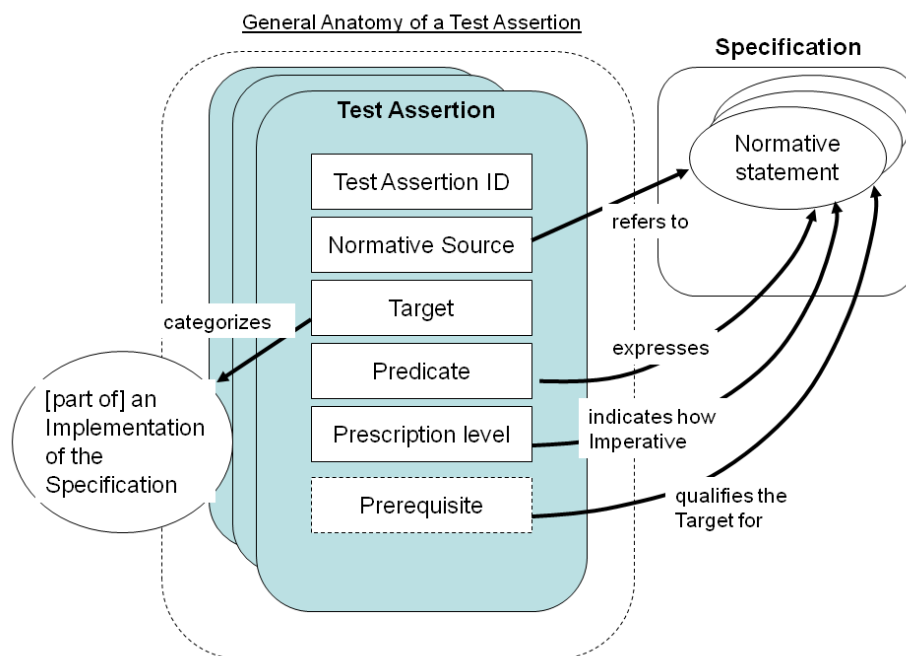 General Anatomy of a Test Assertion
Specification
Test Assertion
Normative
statement
Test Assertion ID
Normative Source
refers to
Target
categorizes
expresses
Predicate
[part of] an
Implementation
of the
Specification
Prescription level
indicates how
Imperative
Prerequisite
qualifies the
Target for